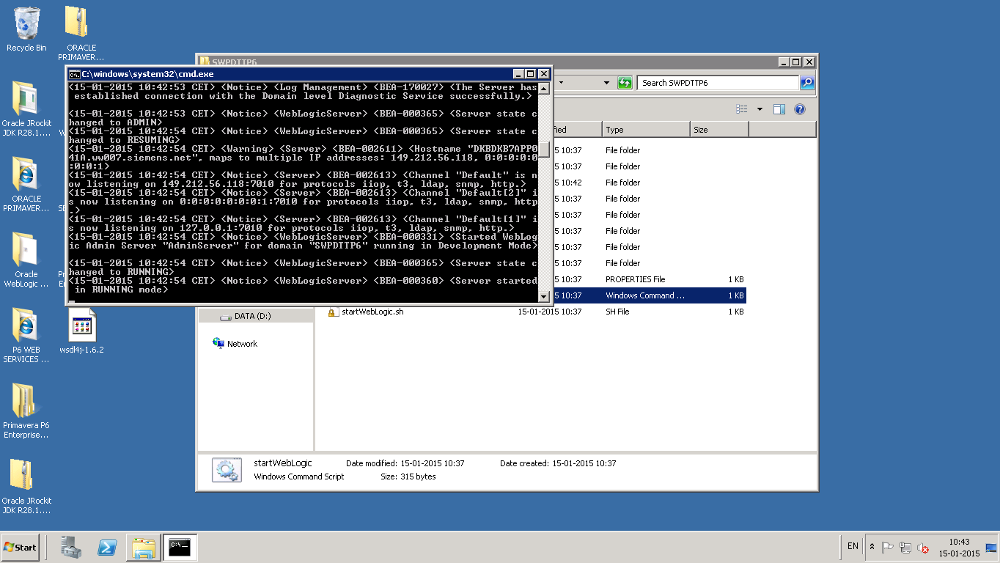 Recycle Bin
ORACLE
PRIMAVER...
Oracle JRockit
JDK R28.1....
ORACLE
PRIMAVER...
Oracle
WebLogic ...
P6 WEB
SERVICES ...
wsdl4j-1.6.2
Primavera P6
Enterprise...
Oracle JRockit
JDK R28.1....
SWPDTTP6
C:\windows\system32\cmd.exe
<15-01-2015 10:42:53 CET> <Notice> <Log Management> <BEA-170027> <The Server has
established connection with the Domain level Diagnostic Service successfully.>
<15-01-2015 10:42:53 CET> <Notice> <WebLogicServer> <BEA-000365> <Server state c
hanged to ADMIN>
<15-01-2015 10:42:54 CET> <Notice> <WebLogicServer> <BEA-000365> <Server state c
hanged to RESUMING>
<15-01-2015 10:42:54 CET> <Warning> <Server> <BEA-002611> <Hostname "DKBDKB7APP0
41A.ww007.siemens.net", maps to multiple IP addresses: 149.212.56.118, 0:0:0:0:0
:0:0:1>
<15-01-2015 10:42:54 CET> <Notice> <Server> <BEA-002613> <Channel "Default" is n
ow listening on 149.212.56.118:7010 for protocols iiop, t3, ldap, snmp, http.>
<15-01-2015 10:42:54 CET> <Notice> <Server> <BEA-002613> <Channel "Default[2]" i
s now listening on 0:0:0:0:0:0:0:1:7010 for protocols iiop, t3, ldap, snmp, http
.>
<15-01-2015 10:42:54 CET> <Notice> <Server> <BEA-002613> <Channel "Default[1]" i
s now listening on 127.0.0.1:7010 for protocols iiop, t3, ldap, snmp, http.>
<15-01-2015 10:42:54 CET> <Notice> <WebLogicServer> <BEA-000331> <Started WebLog
ic Admin Server "AdminServer" for domain "SWPDTTP6" running in Development Mode>
<15-01-2015 10:42:54 CET> <Notice> <WebLogicServer> <BEA-000365> <Server state c
hanged to RUNNING>
<15-01-2015 10:42:54 CET> <Notice> <WebLogicServer> <BEA-000360> <Server started
in RUNNING mode>
Search SWPDTTP6
fied Type Size
5 10:37 File folder
5 10:37 File folder
5 10:42 File folder
5 10:37 File folder
5 10:37 File folder
5 10:37 File folder
5 10:37 File folder
5 10:37 File folder
5 10:37 PROPERTIES File 1 KB
5 10:37 Windows Command ... 1 KB
startWebLogic.sh 15-01-2015 10:37 SH File 1 KB
DATA (D:)
Network
startWebLogic Date modified: 15-01-2015 10:37 Date created: 15-01-2015 10:37
Windows Command Script Size: 315 bytes
Start
C:\_
EN
10:43
15-01-2015